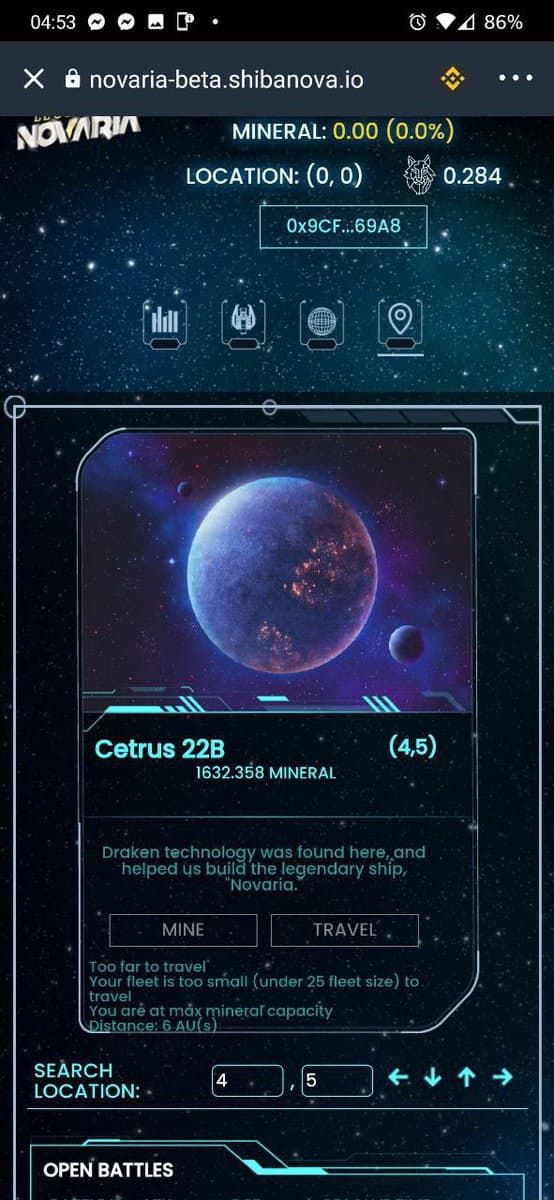 04:53
86%
novaria-beta.shibanova.io
NOVARIA
MINERAL: 0.00 (0.0%)
LOCATION: (0, 0) 0.284
0x9CF...69A8
Cetrus 22B (4,5)
1632.358 MINERAL
Draken technology was found here, and
helped us build the legendary ship,
"Novaria."
MINE TRAVEL
Too far to travel
Your fleet is too small (under 25 fleet size) to
travel
You are at max mineral capacity
Distance: 6 AU(s)
SEARCH
LOCATION:
4 , 5
OPEN BATTLES